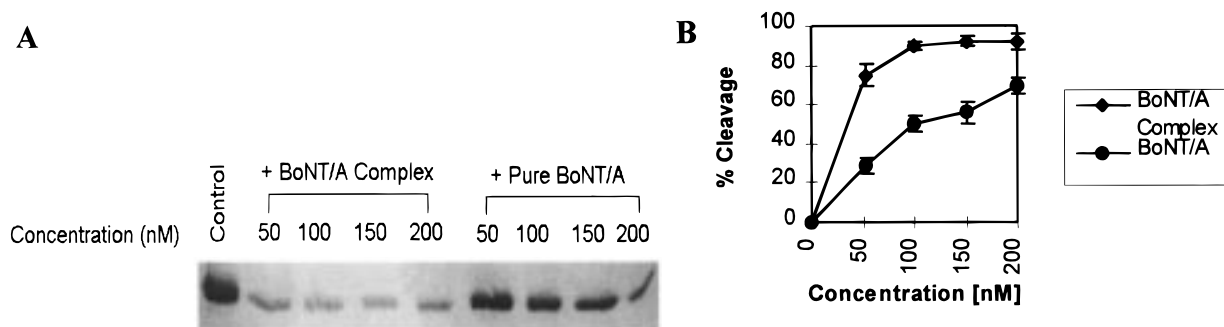 A
Control
+ BoNT/A Complex
+ Pure BoNT/A
Concentration (nM)
50 100 150 200
50 100 150 200
B
% Cleavage
100
80
60
40
20
0
0 50 100 150 200
Concentration [nM]
BoNT/A
Complex
BoNT/A